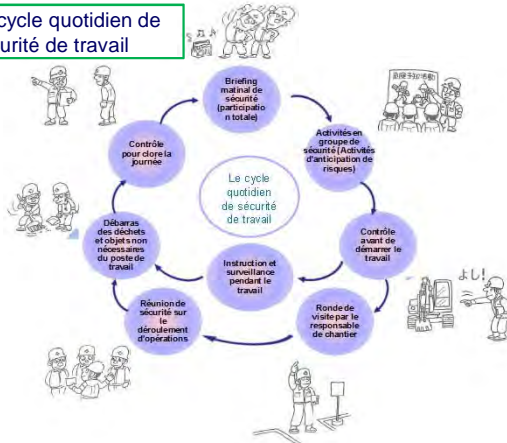 cycle quotidien de
urité de travail
Briefing
matinal de
sécurité
(participatio
n totale)
Activités en
groupe de
sécurité (Activités
d'anticipation de
risques)
Contrôle
avant de
démarrer le
travail
Ronde de
visite par le
responsable
de chantier
Instruction et
surveillance
pendant le
travail
Réunion de
sécurité sur
le
déroulement
d'opérations
Débarras
des déchets
et objets non
nécessaires
du poste de
travail
Contrôle
pour clore la
journée
Le cycle
quotidien
de sécurité
de travail
よし!